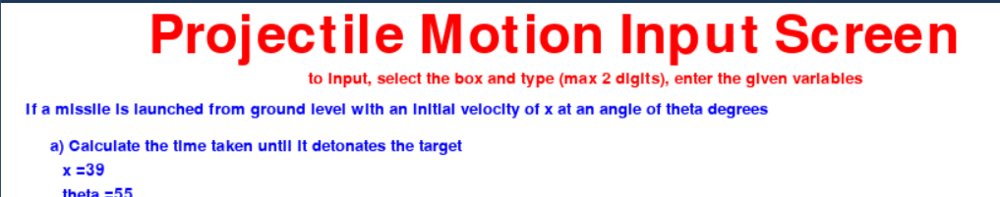 Projectile Motion Input Screen
to input, select the box and type (max 2 digits), enter the given variables
If a missile is launched from ground level with an initial velocity of x at an angle of theta degrees
a) Calculate the time taken until it detonates the target
x =39
theta =55